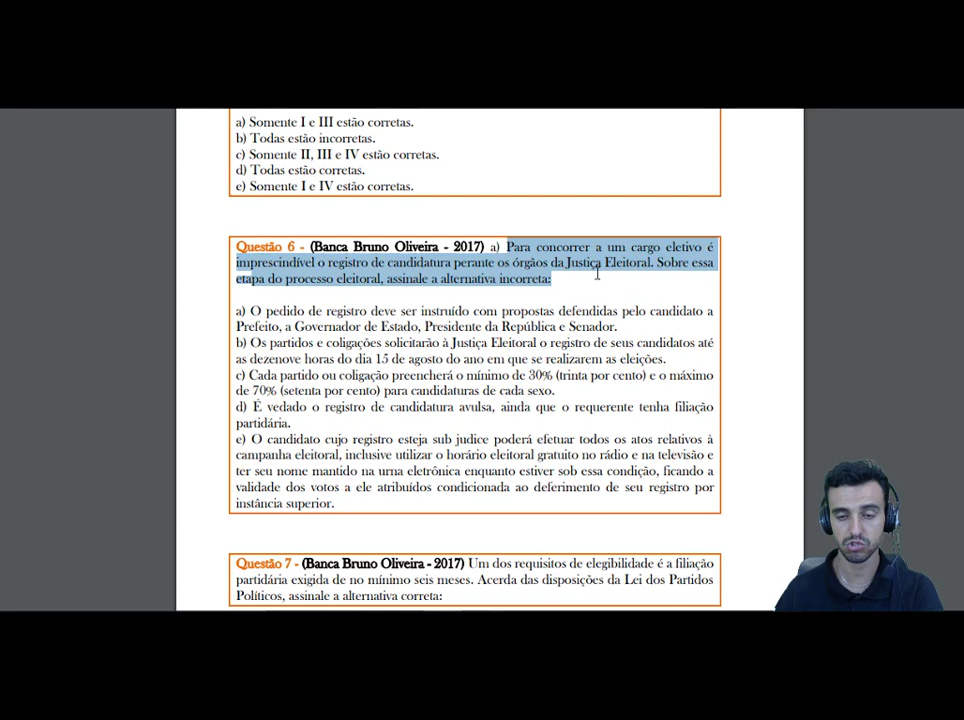 a) Somente I e III estão corretas.
b) Todas estão incorretas.
c) Somente II, III e IV estão corretas.
d) Todas estão corretas.
e) Somente I e IV estão corretas.
Questão 6 - (Banca Bruno Oliveira - 2017) a) Para concorrer a um cargo eletivo é
imprescindível o registro de candidatura perante os órgãos da Justiça Eleitoral. Sobre essa
etapa do processo eleitoral, assinale a alternativa incorreta:
a) O pedido de registro deve ser instruído com propostas defendidas pelo candidato a
Prefeito, a Governador de Estado, Presidente da República e Senador.
b) Os partidos e coligações solicitarão à Justiça Eleitoral o registro de seus candidatos até
as dezenove horas do dia 15 de agosto do ano em que se realizarem as eleições.
c) Cada partido ou coligação preencherá o mínimo de 30% (trinta por cento) e o máximo
de 70% (setenta por cento) para candidaturas de cada sexo.
d) É vedado o registro de candidatura avulsa, ainda que o requerente tenha filiação
partidária.
e) O candidato cujo registro esteja sub judice poderá efetuar todos os atos relativos à
campanha eleitoral, inclusive utilizar o horário eleitoral gratuito no rádio e na televisão e
ter seu nome mantido na urna eletrônica enquanto estiver sob essa condição, ficando a
validade dos votos a ele atribuídos condicionada ao deferimento de seu registro por
instância superior.
Questão 7 - (Banca Bruno Oliveira - 2017) Um dos requisitos de elegibilidade é a filiação
partidária exigida de no mínimo seis meses. Acerda das disposições da Lei dos Partidos
Políticos, assinale a alternativa correta: